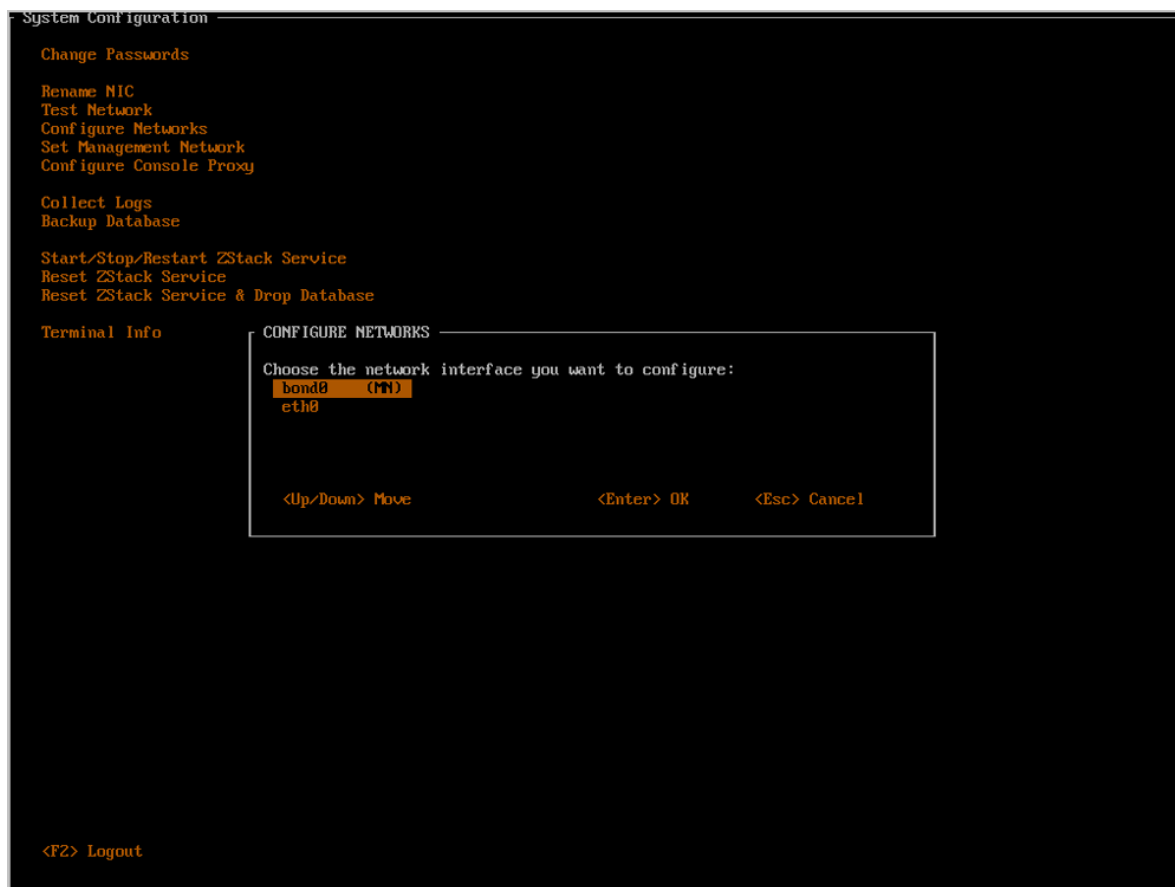 System Configuration
Change Passwords
Rename NIC
Test Network
Configure Networks
Set Management Network
Configure Console Proxy
Collect Logs
Backup Database
Start/Stop/Restart ZStack Service
Reset ZStack Service
Reset ZStack Service & Drop Database
Terminal Info
CONFIGURE NETWORKS
Choose the network interface you want to configure:
bond0 (MN)
eth0
<Up/Down> Move <Enter> OK <Esc> Cancel
<F2> Logout